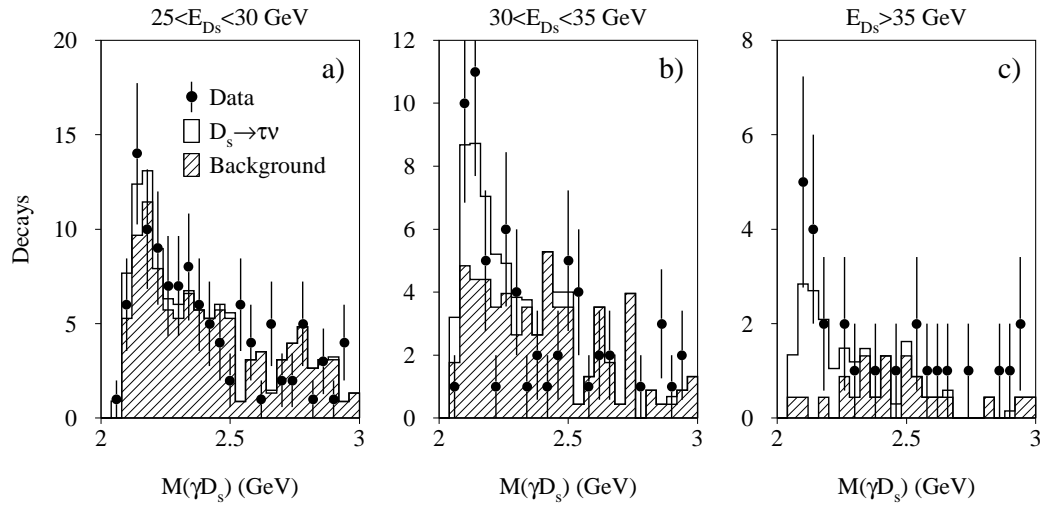 25<E_Ds<30 GeV
30<E_Ds<35 GeV
E_Ds>35 GeV
a)
b)
c)
Data
D_s→τν
Background
Decays
0
5
10
15
20
0
2
4
6
8
10
12
0
2
4
6
8
2 2.5 3
2 2.5 3
2 2.5 3
M(γD_s) (GeV)
M(γD_s) (GeV)
M(γD_s) (GeV)